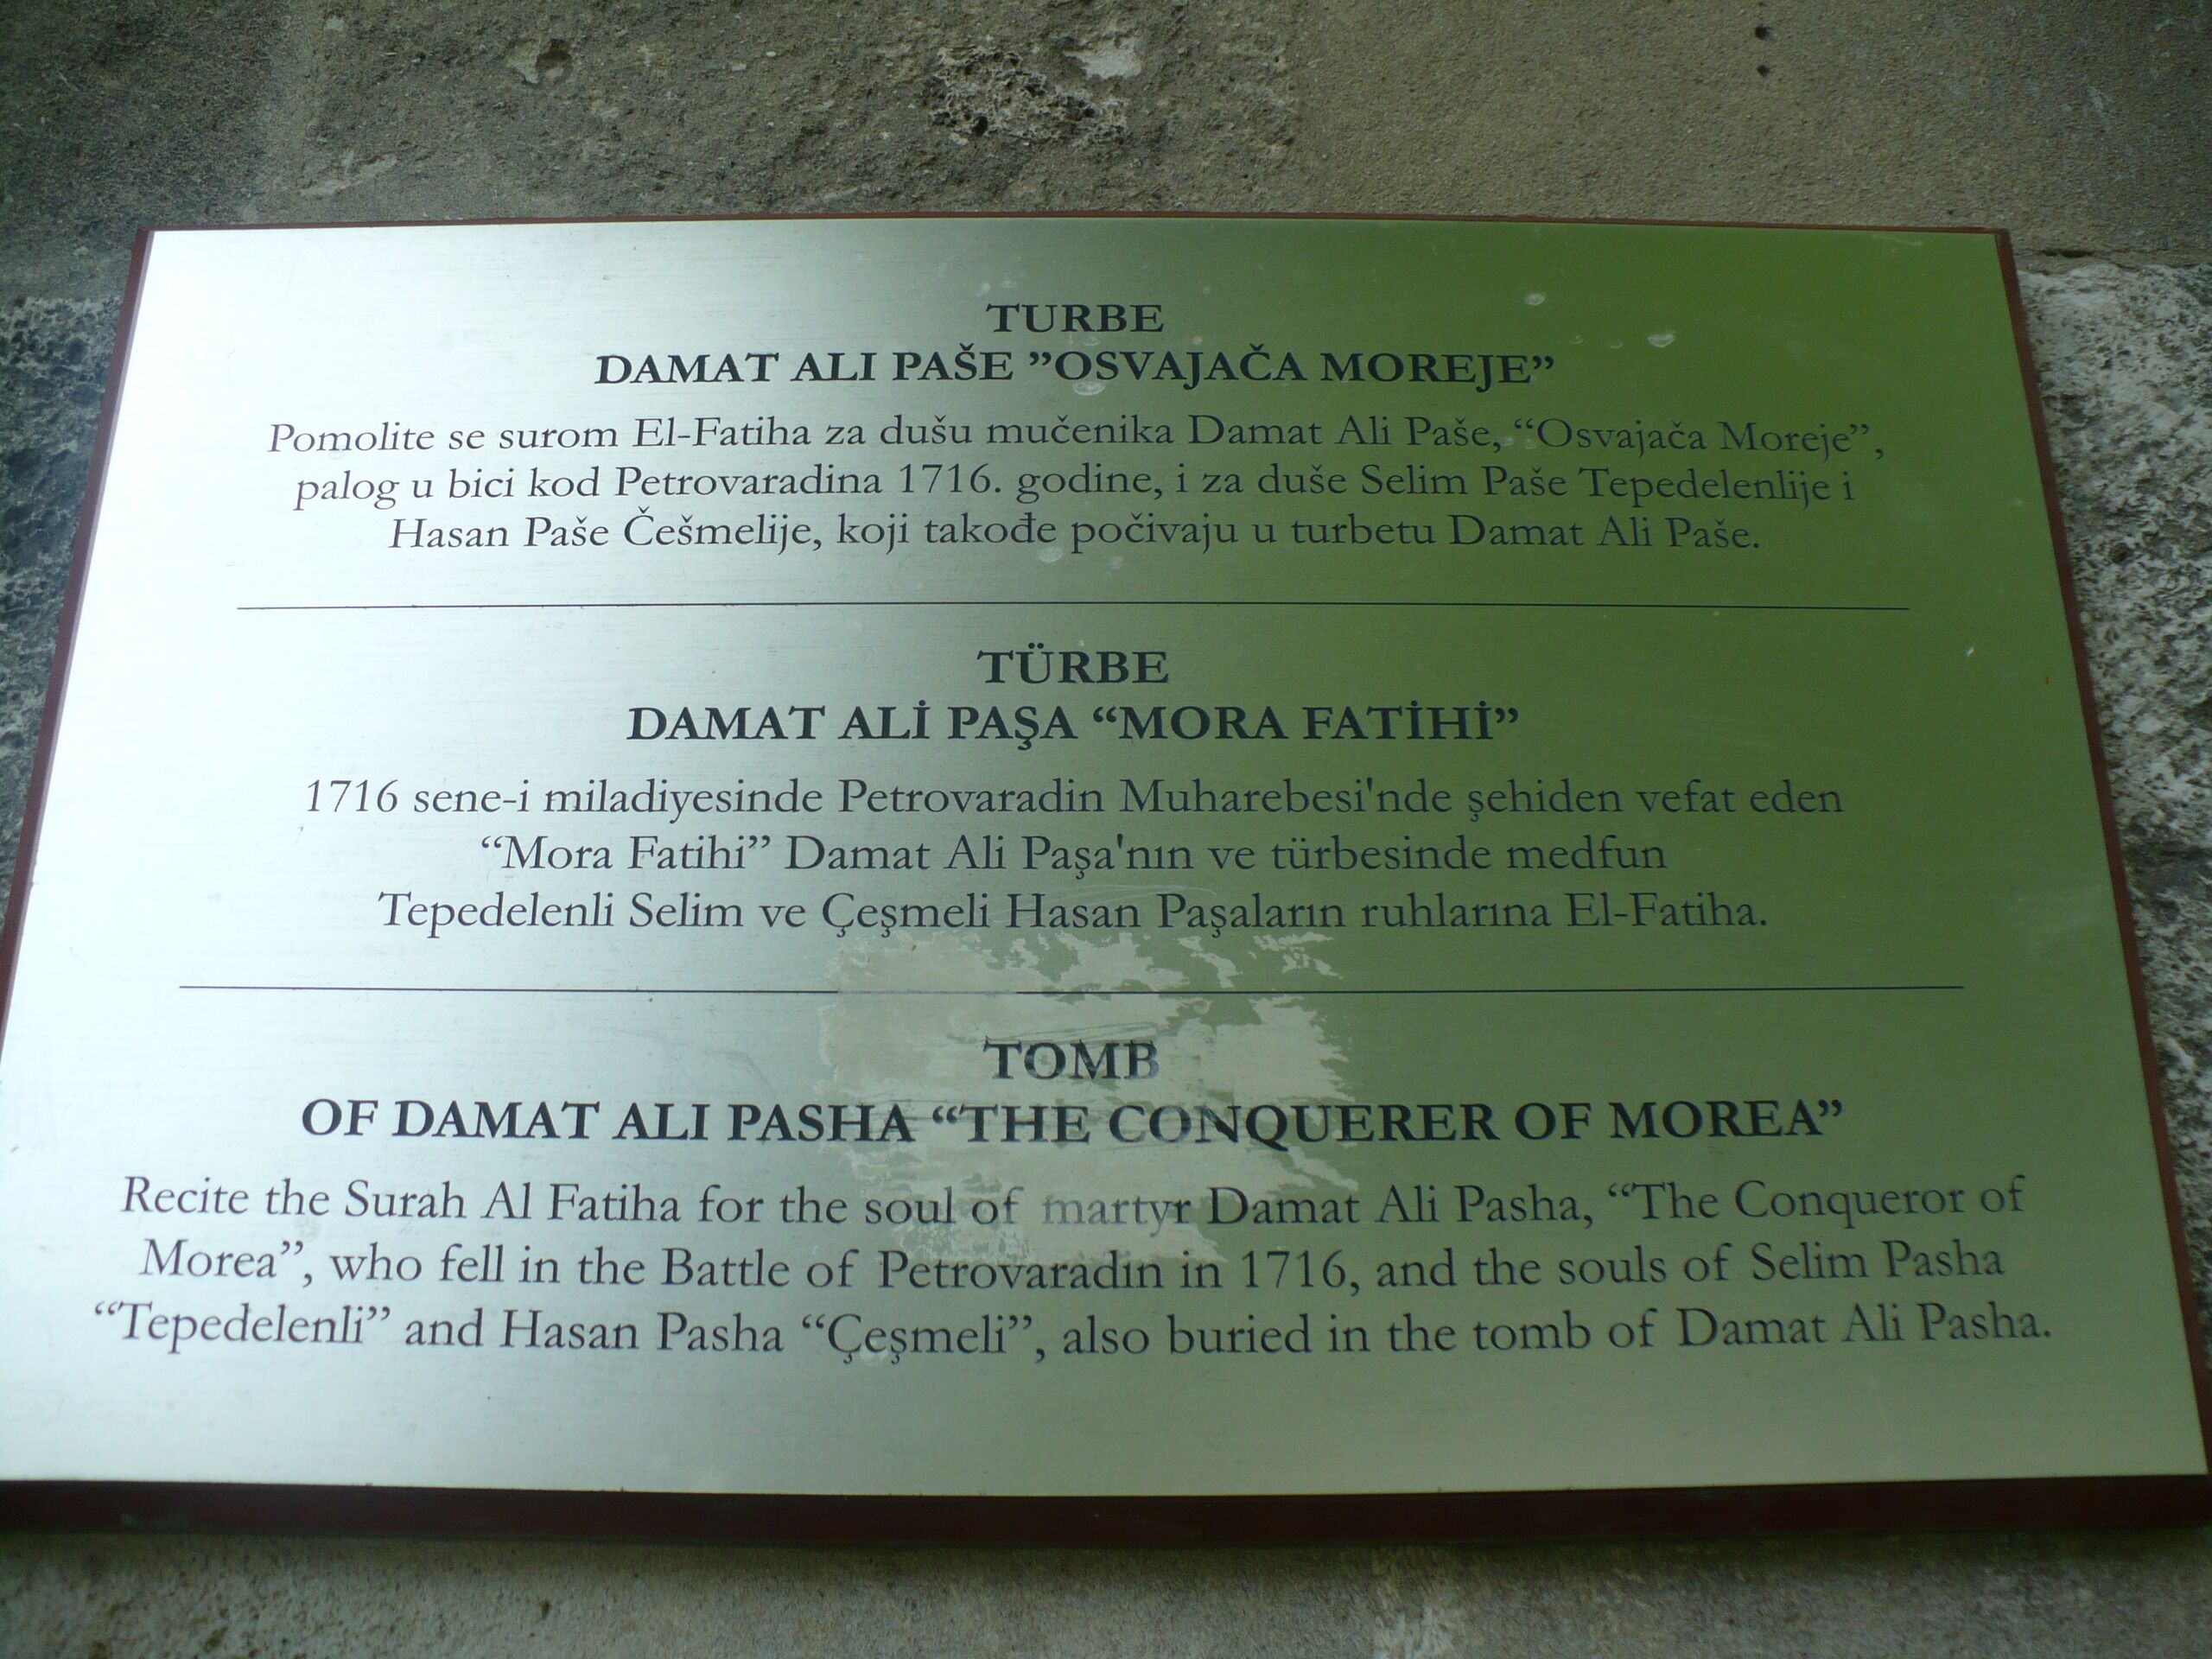 TURBE
DAMAT ALI PAŠE ”OSVAJAČA MOREJE”
Pomolite se surom El-Fatiha za dušu mučenika Damat Ali Paše, “Osvajača Moreje”,
palog u bici kod Petrovaradina 1716. godine, i za duše Selim Paše Tepedelenlije i
Hasan Paše Češmelije, koji takođe počivaju u turbetu Damat Ali Paše.
TÜRBE
DAMAT ALİ PAŞA “MORA FATİHİ”
1716 sene-i miladiyesinde Petrovaradin Muharebesi'nde şehiden vefat eden
“Mora Fatihi” Damat Ali Paşa'nın ve türbesinde medfun
Tepedelenli Selim ve Çeşmeli Hasan Paşaların ruhlarına El-Fatiha.
TOMB
OF DAMAT ALI PASHA “THE CONQUERER OF MOREA”
Recite the Surah Al Fatiha for the soul of martyr Damat Ali Pasha, “The Conqueror of
Morea”, who fell in the Battle of Petrovaradin in 1716, and the souls of Selim Pasha
“Tepedelenli” and Hasan Pasha “Çeşmeli”, also buried in the tomb of Damat Ali Pasha.